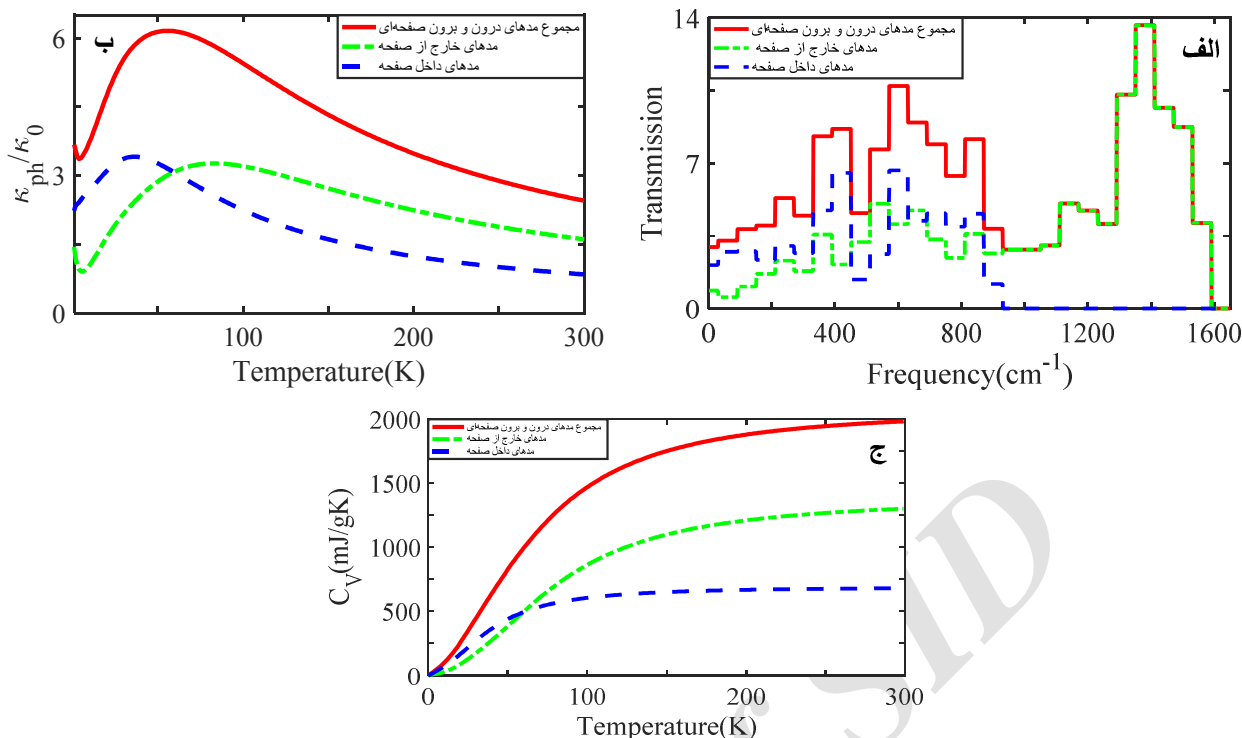 ب
مجموع مدهای درون و برون صفحه‌ای
مدهای خارج از صفحه
مدهای داخل صفحه
6
3
0
κph/κ0
100
200
300
Temperature(K)
الف
مجموع مدهای درون و برون صفحه‌ای
مدهای خارج از صفحه
مدهای داخل صفحه
14
7
0
Transmission
0
400
800
1200
1600
Frequency(cm-1)
ج
مجموع مدهای درون و برون صفحه‌ای
مدهای خارج از صفحه
مدهای داخل صفحه
2000
1500
1000
500
0
CV(mJ/gK)
0
100
200
300
Temperature(K)
SID